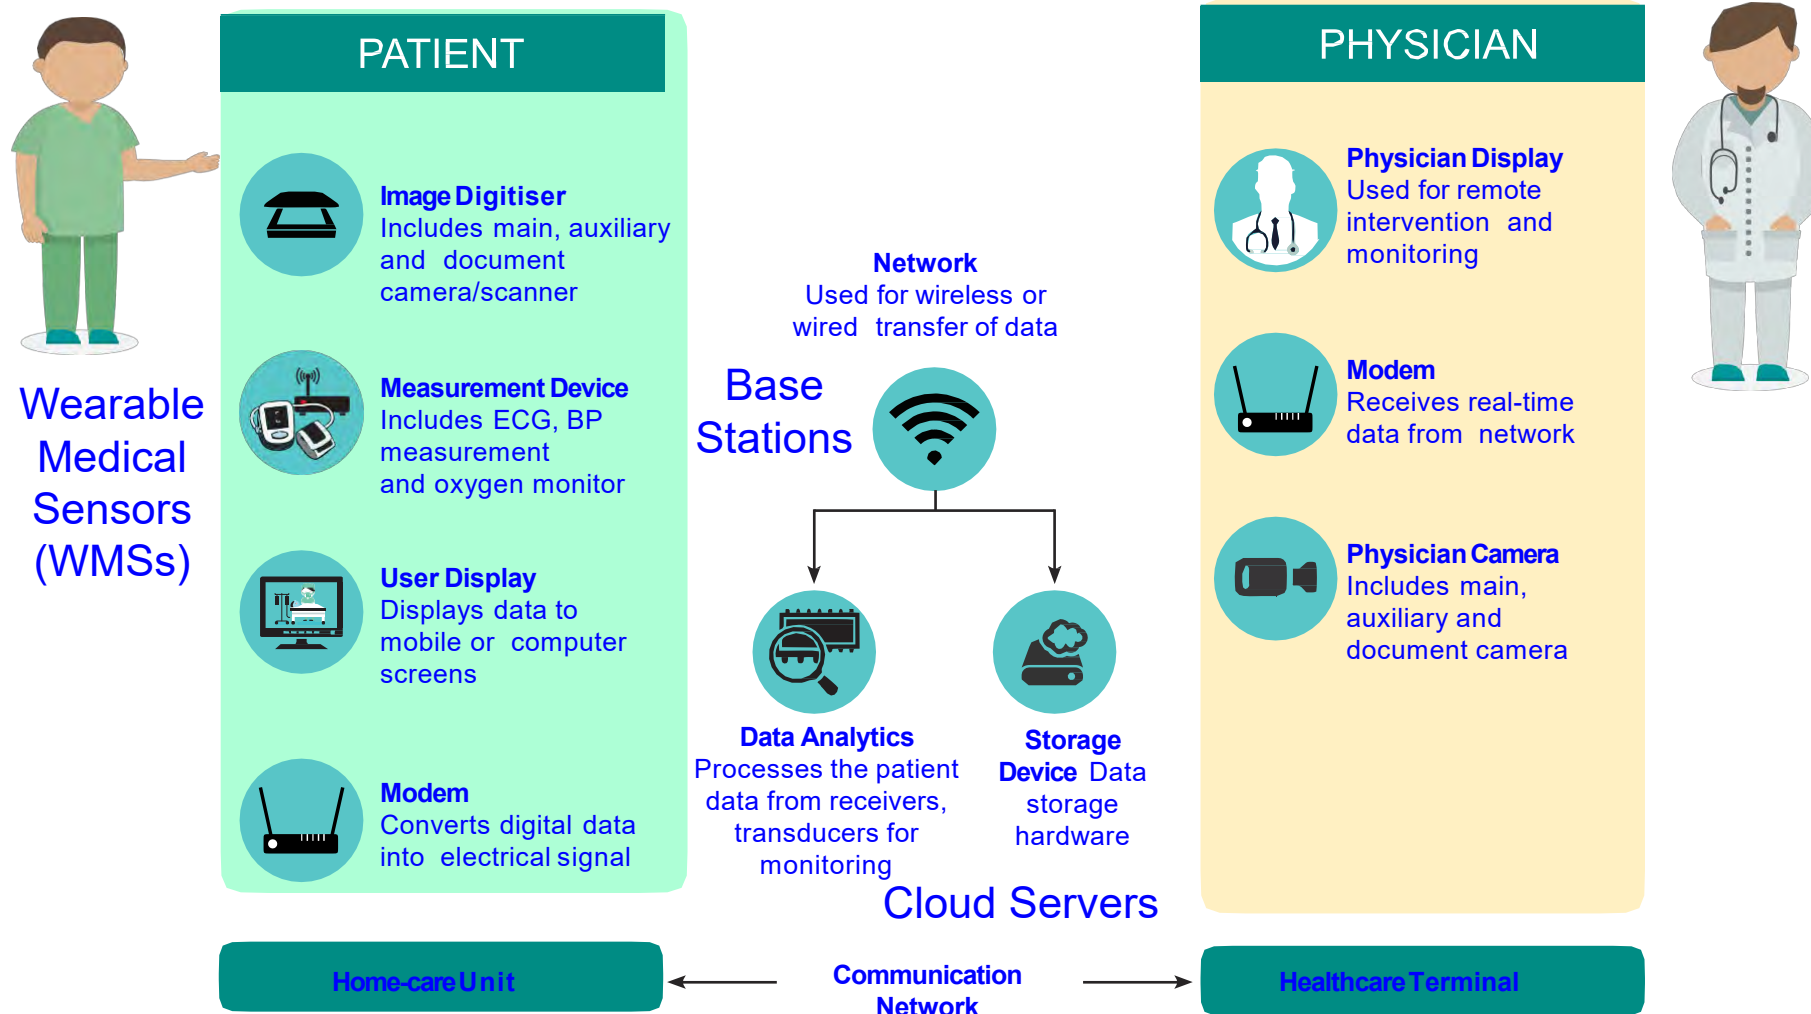 PATIENT
Image Digitiser
Includes main, auxiliary
and document
camera/scanner
Measurement Device
Includes ECG, BP
measurement
and oxygen monitor
User Display
Displays data to
mobile or computer
screens
Modem
Converts digital data
into electrical signal
Home-care Unit
Wearable
Medical
Sensors
(WMSs)
Network
Used for wireless or
wired transfer of data
Base
Stations
Data Analytics
Processes the patient
data from receivers,
transducers for
monitoring
Storage
Device Data
storage
hardware
Cloud Servers
Communication
Network
PHYSICIAN
Physician Display
Used for remote
intervention and
monitoring
Modem
Receives real-time
data from network
Physician Camera
Includes main,
auxiliary and
document camera
Healthcare Terminal